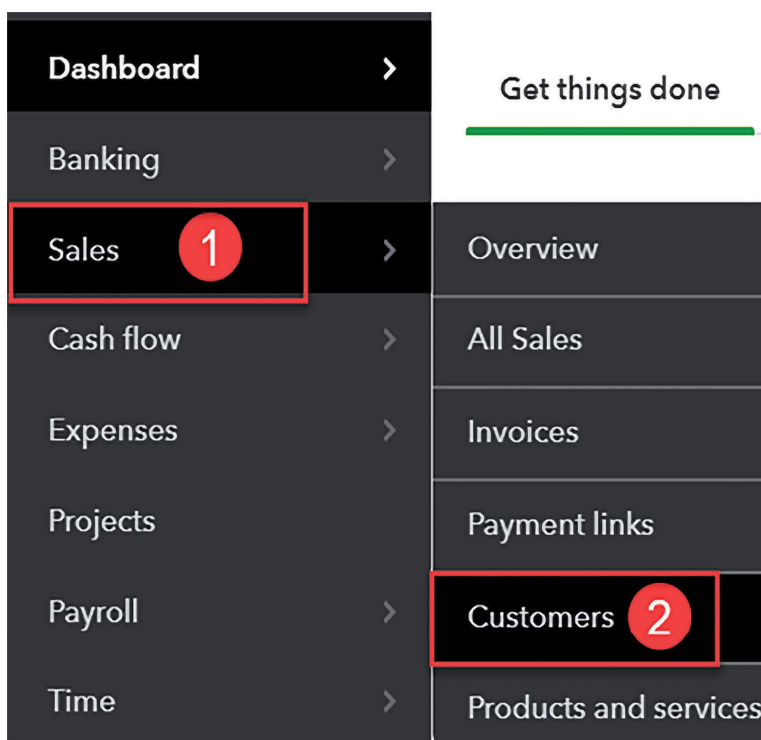 Dashboard
Get things done
Banking
Sales 1
Overview
Cash flow
All Sales
Expenses
Invoices
Projects
Payment links
Payroll
Customers 2
Time
Products and services